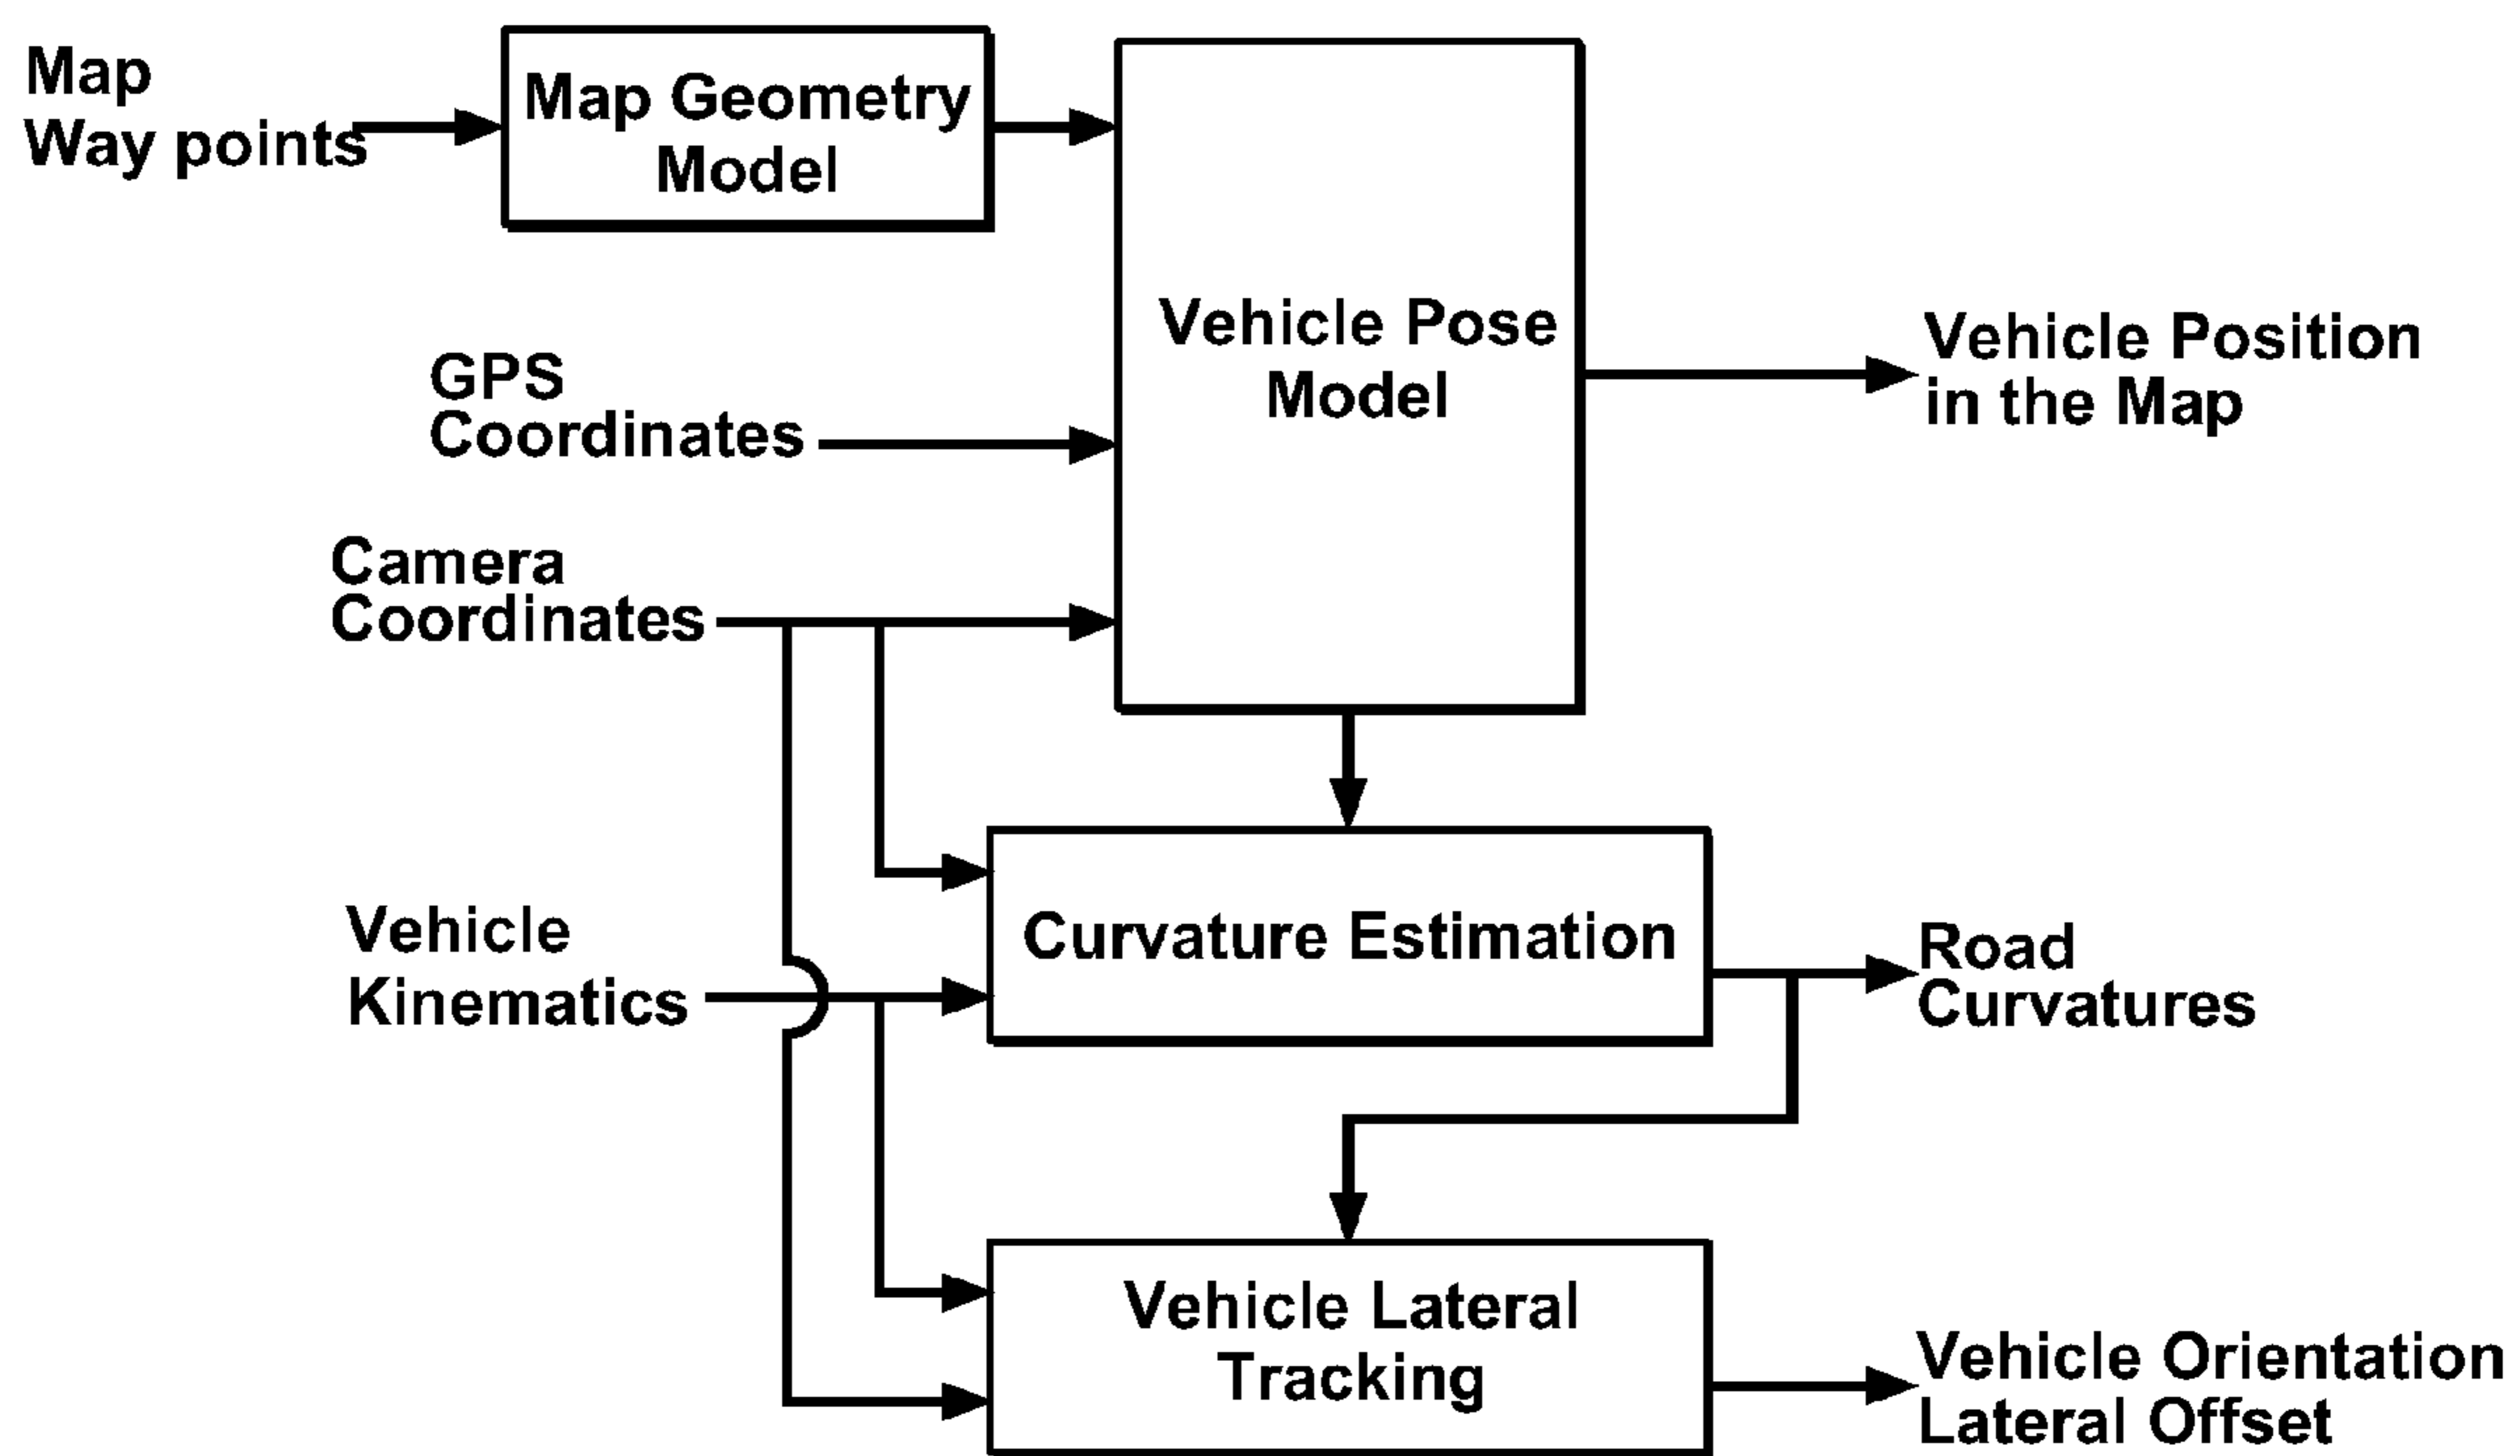 Map
Way points
Map Geometry
Model
GPS
Coordinates
Camera
Coordinates
Vehicle Pose
Model
Vehicle Position
in the Map
Vehicle
Kinematics
Curvature Estimation
Road
Curvatures
Vehicle Lateral
Tracking
Vehicle Orientation
Lateral Offset